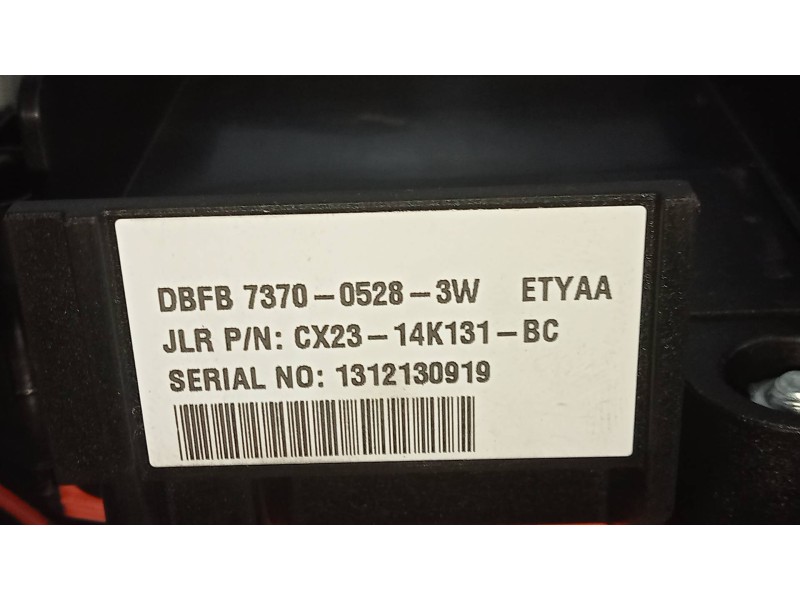 DBFB 7370-0528-3W ETYAA
JLR P/N: CX23-14K131-BC
SERIAL NO: 1312130919